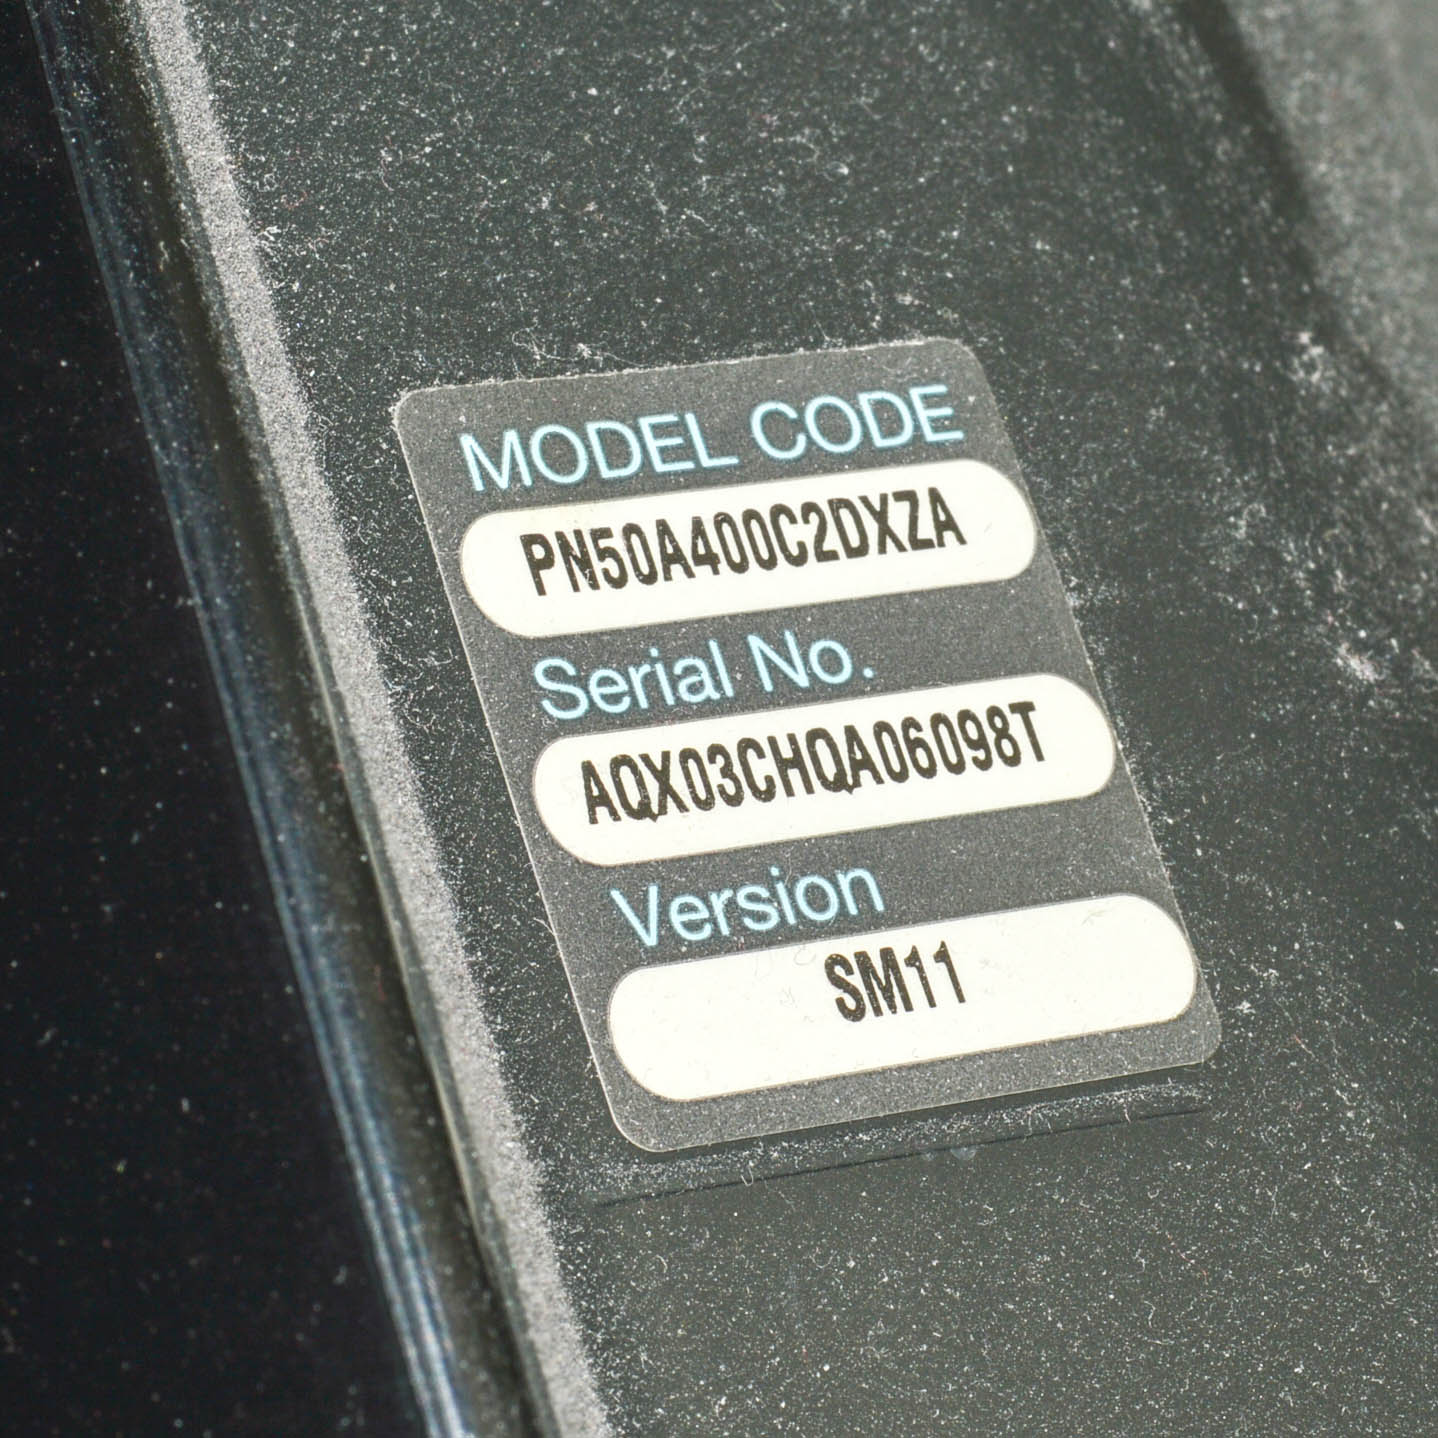 MODEL CODE
PN50A400C2DXZA
Serial No.
AQX03CHQA06098T
Version
SM11